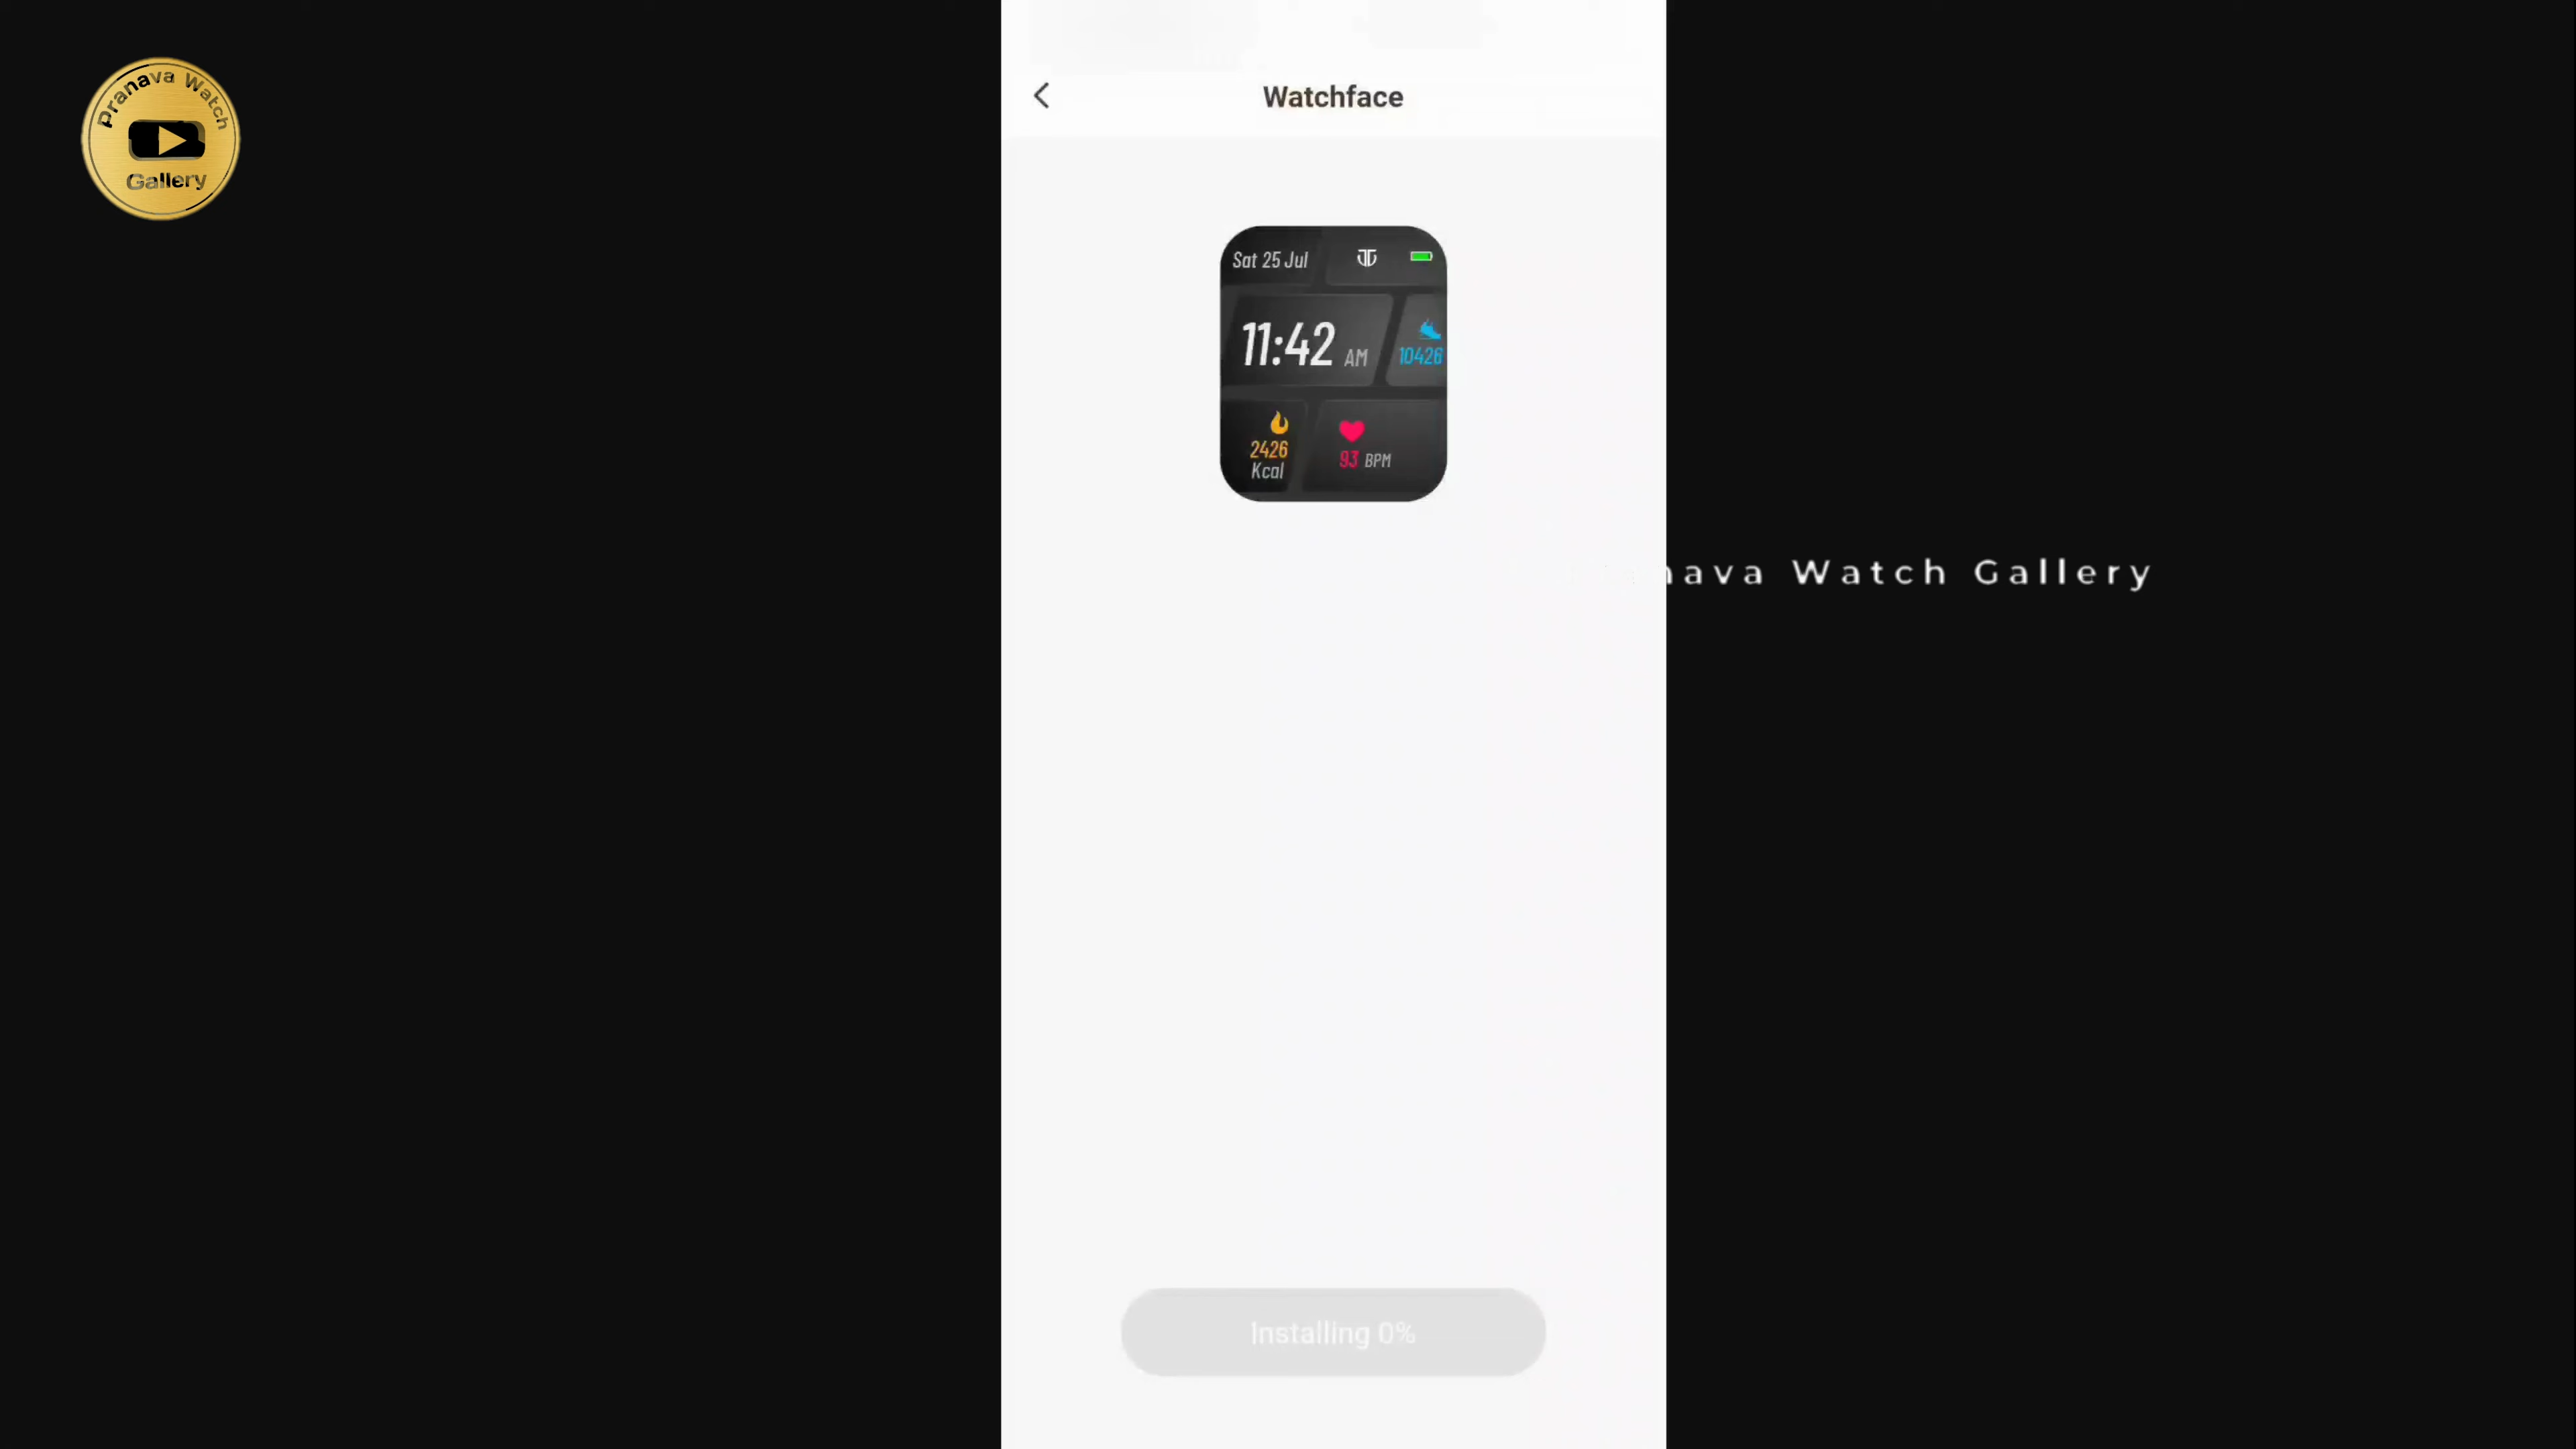 Pranava Watch
Gallery
Watchface
Sat 25 Jul
11:42 AM
10426
2426
Kcal
93 BPM
nava Watch Gallery
Installing 0%